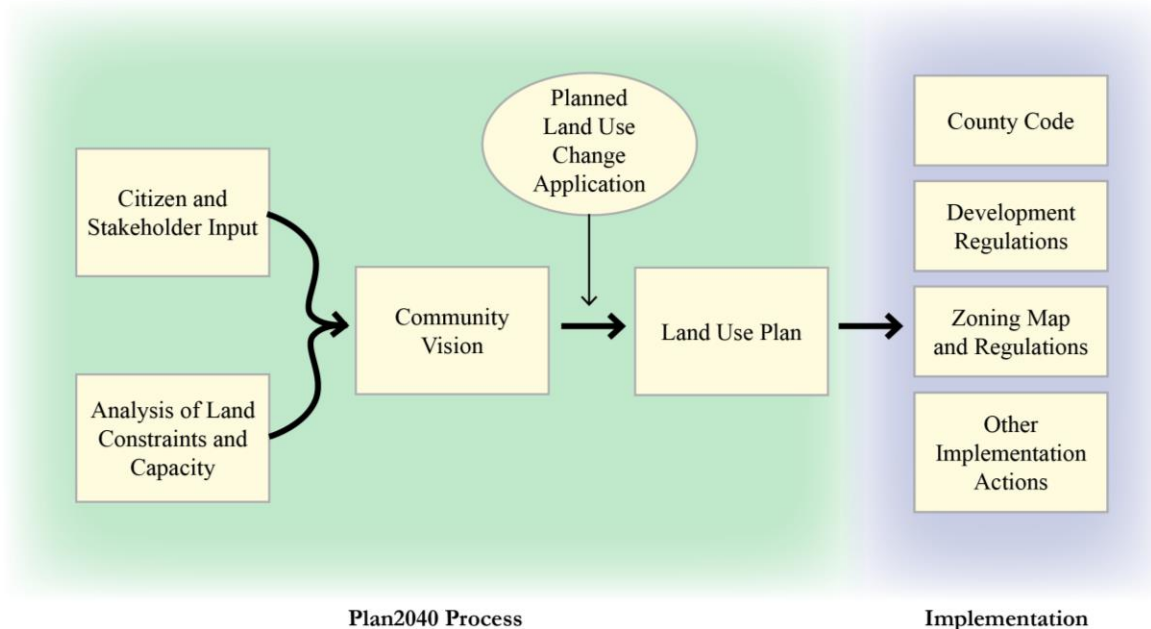 Planned
Land Use
Change
Application
Citizen and
Stakeholder Input
Analysis of Land
Constraints and
Capacity
Community
Vision
Land Use Plan
County Code
Development
Regulations
Zoning Map
and Regulations
Other
Implementation
Actions
Plan2040 Process
Implementation